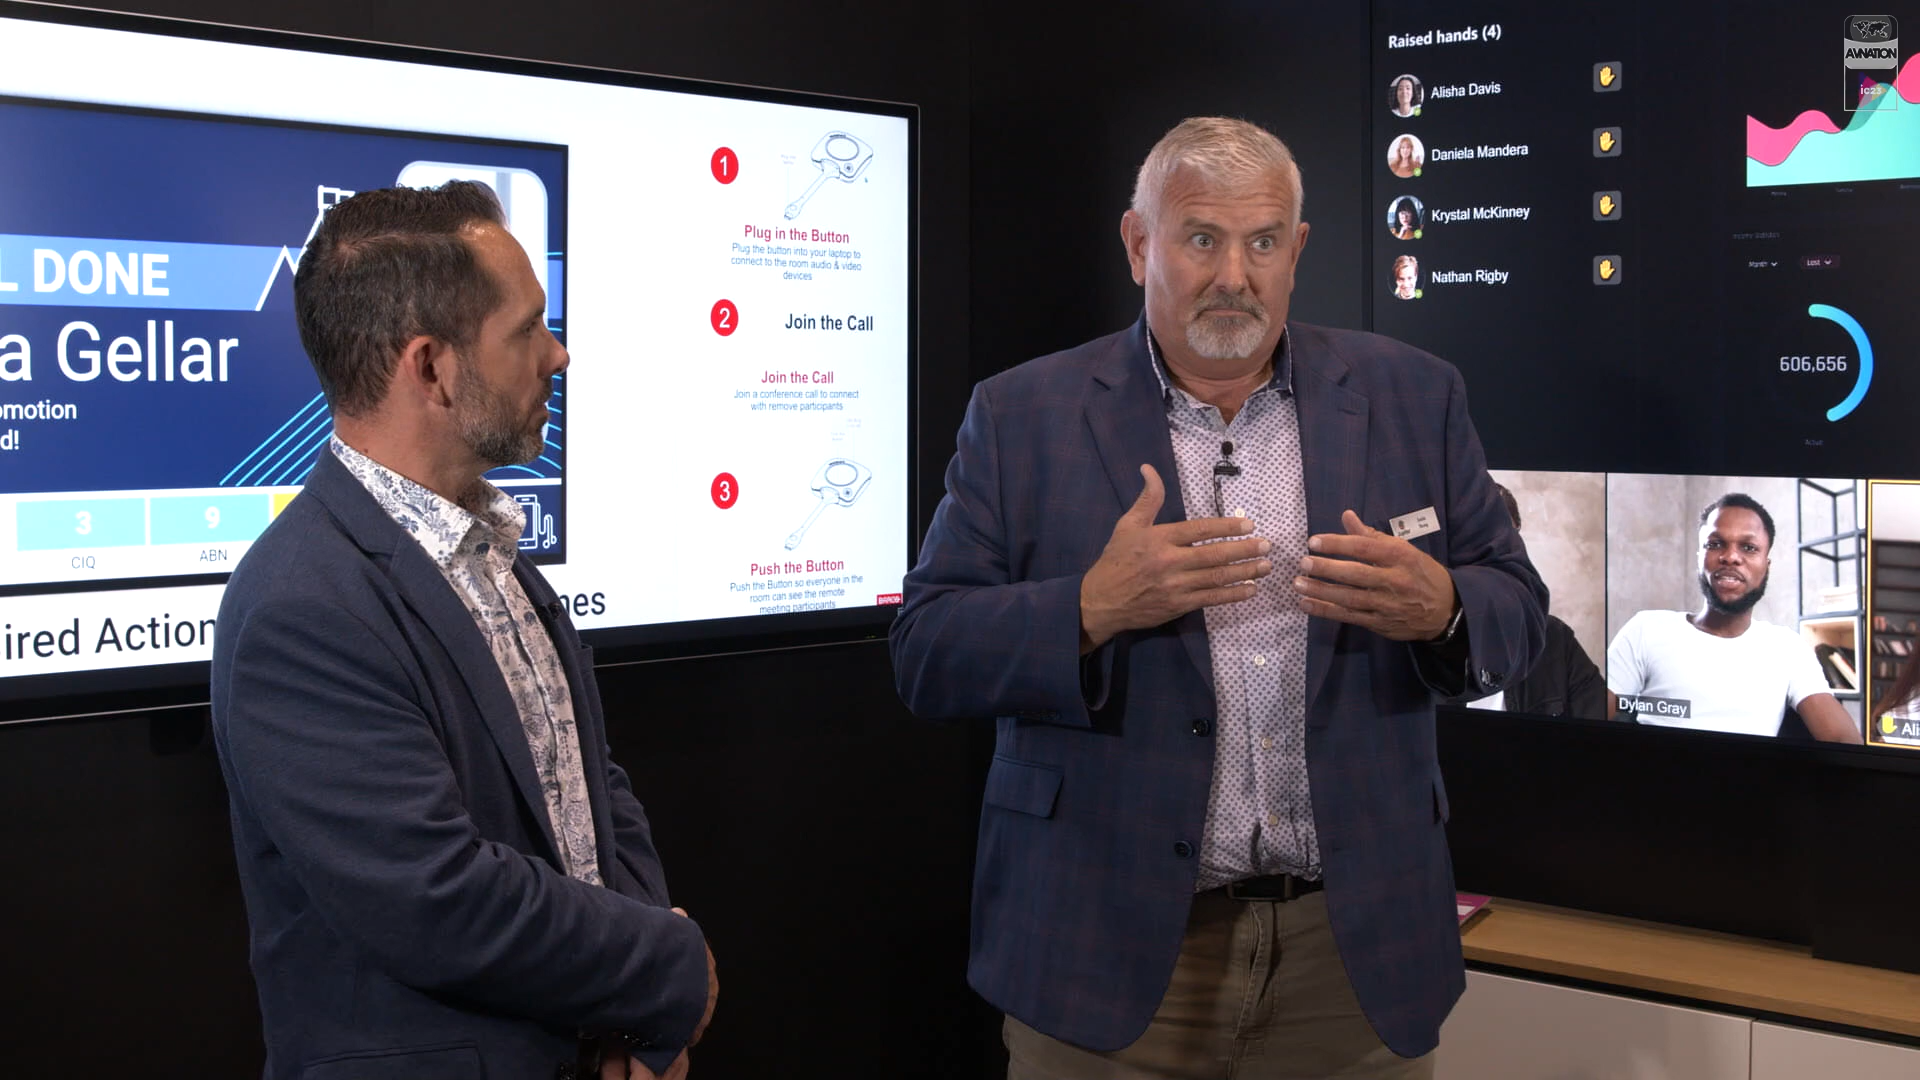 L DONE
a Gellar
omotion
d!
3
9
CIQ
ABN
ired Action
nes
1
Plug in the Button
Plug the button into your laptop to
connect to the room audio & video
devices
2
Join the Call
Join the Call
Join a conference call to connect
with remove participants
3
Push the Button
Push the Button so everyone in the
room can see the remote
meeting participants
Raised hands (4)
Alisha Davis
Daniela Mandera
Krystal McKinney
Nathan Rigby
AVNATION
ic23
Month
Last
606,656
Dylan Gray
Ali